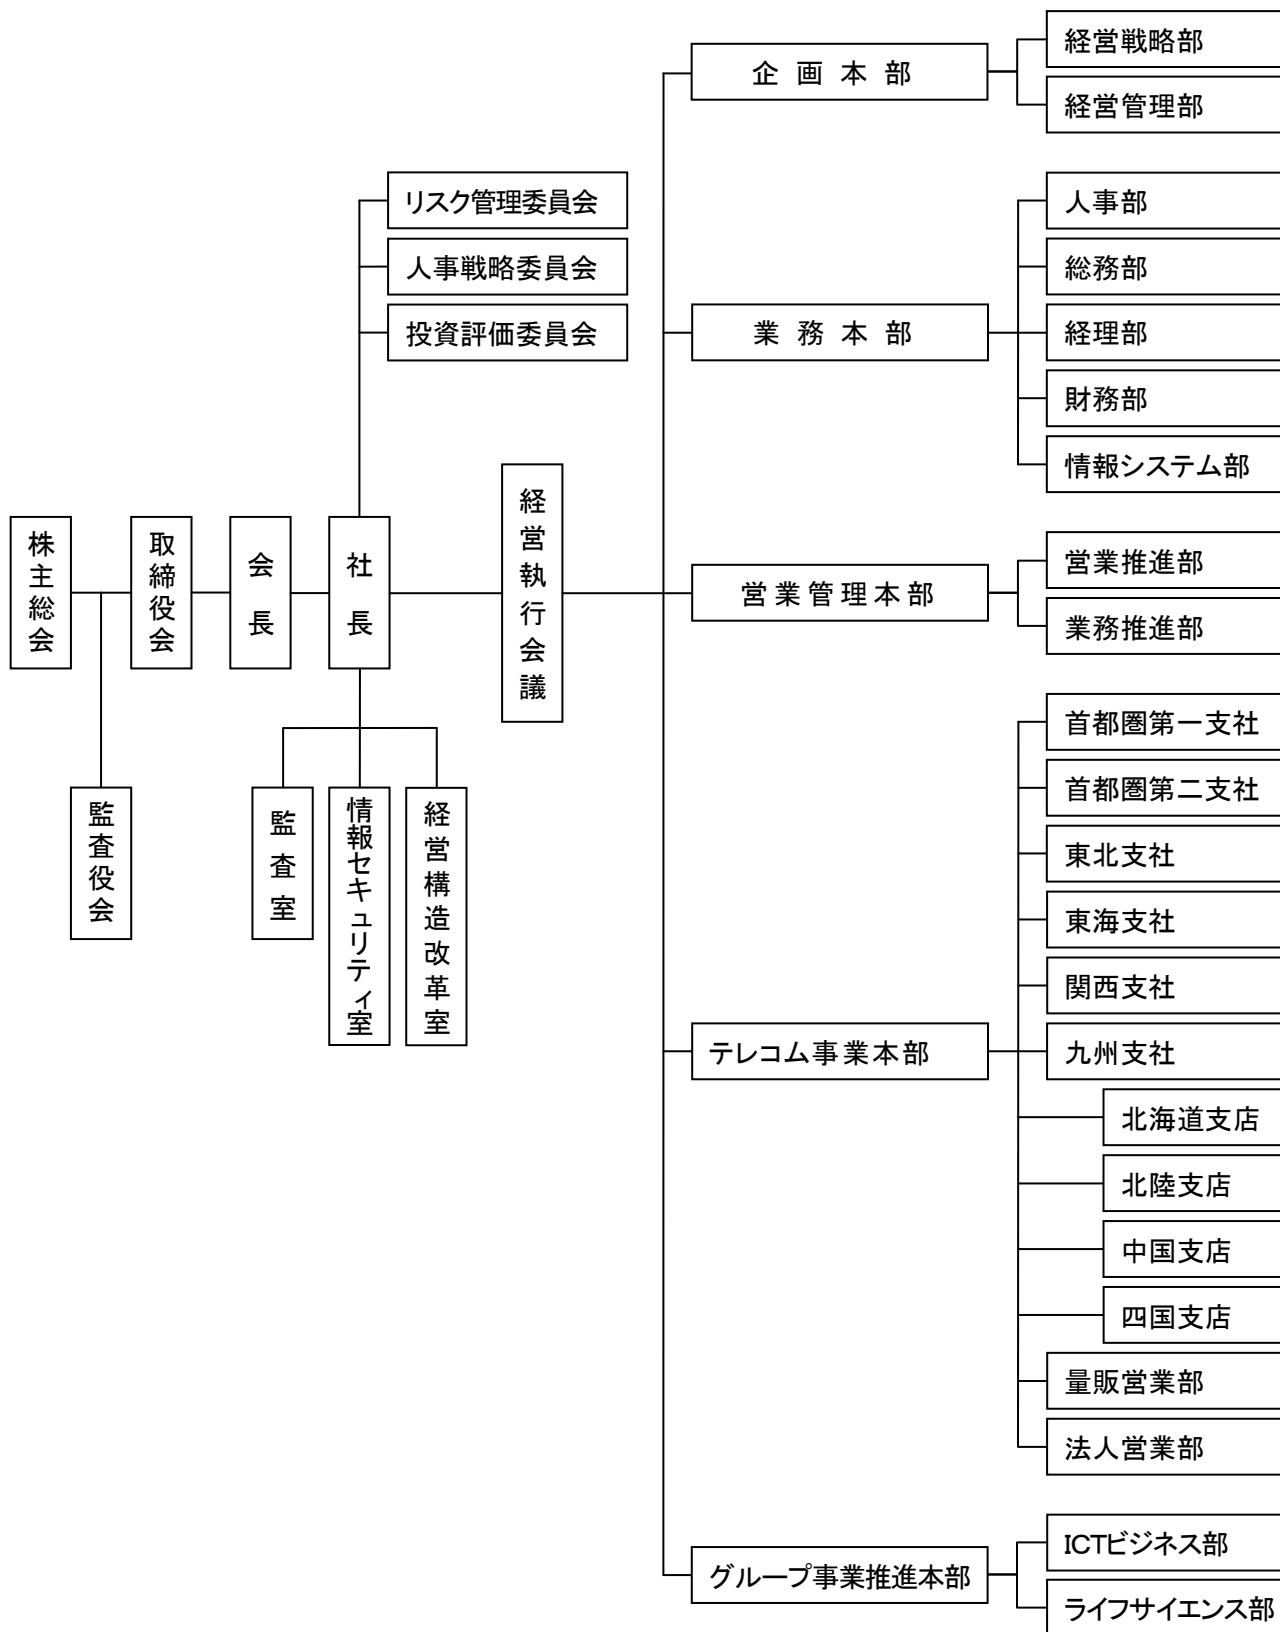 株主総会
監査役会
取締役会
会長
社長
リスク管理委員会
人事戦略委員会
投資評価委員会
監査室
情報セキュリティ室
経営構造改革室
経営執行会議
企画本部
経営戦略部
経営管理部
業務本部
人事部
総務部
経理部
財務部
情報システム部
営業管理本部
営業推進部
業務推進部
テレコム事業本部
首都圏第一支社
首都圏第二支社
東北支社
東海支社
関西支社
九州支社
北海道支店
北陸支店
中国支店
四国支店
量販営業部
法人営業部
グループ事業推進本部
ICTビジネス部
ライフサイエンス部